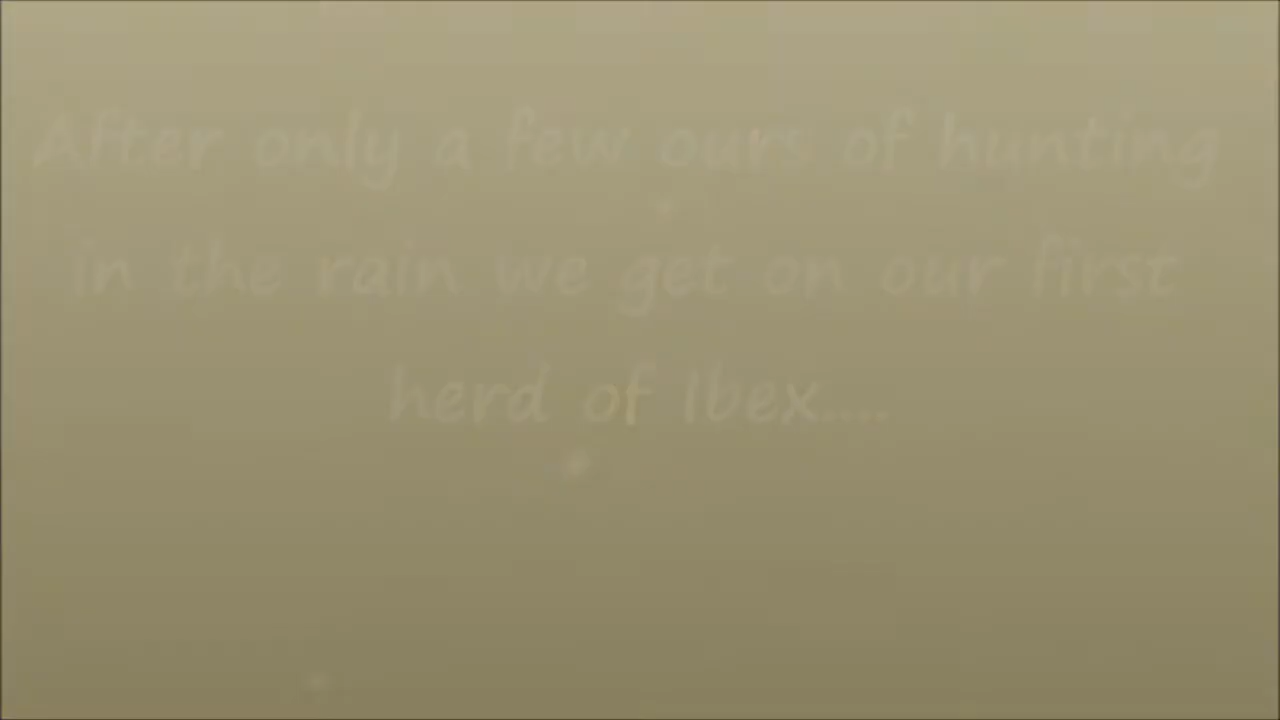 After only a few ours of hunting
in the rain we get on our first
herd of Ibex....